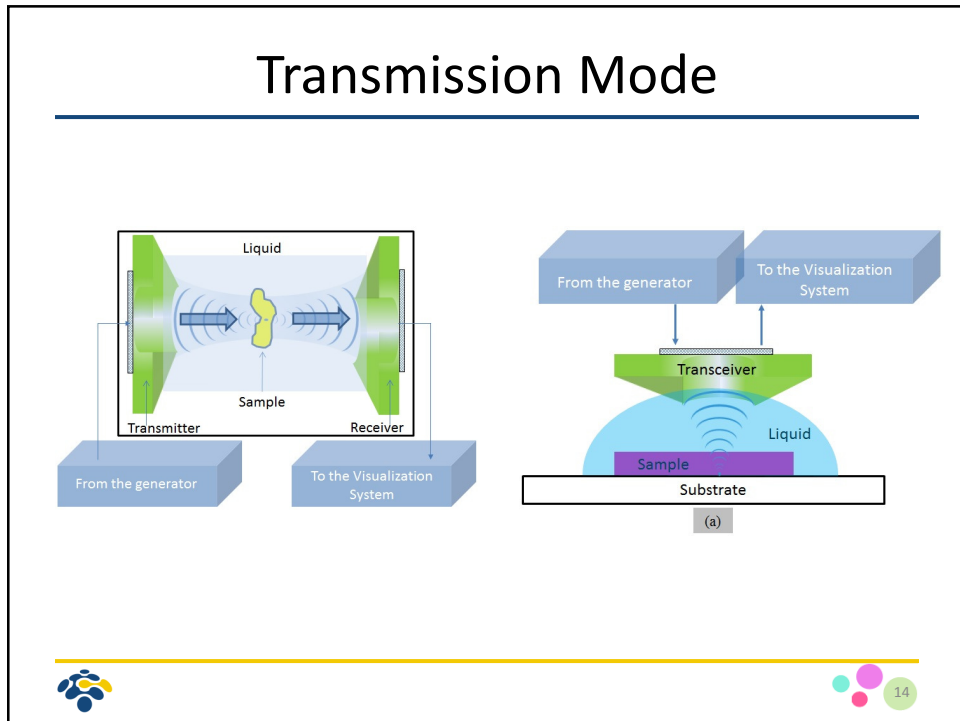 Transmission Mode
Liquid
Sample
Transmitter
Receiver
From the generator
To the Visualization
System
From the generator
To the Visualization
System
Transceiver
Liquid
Sample
Substrate
(a)
14